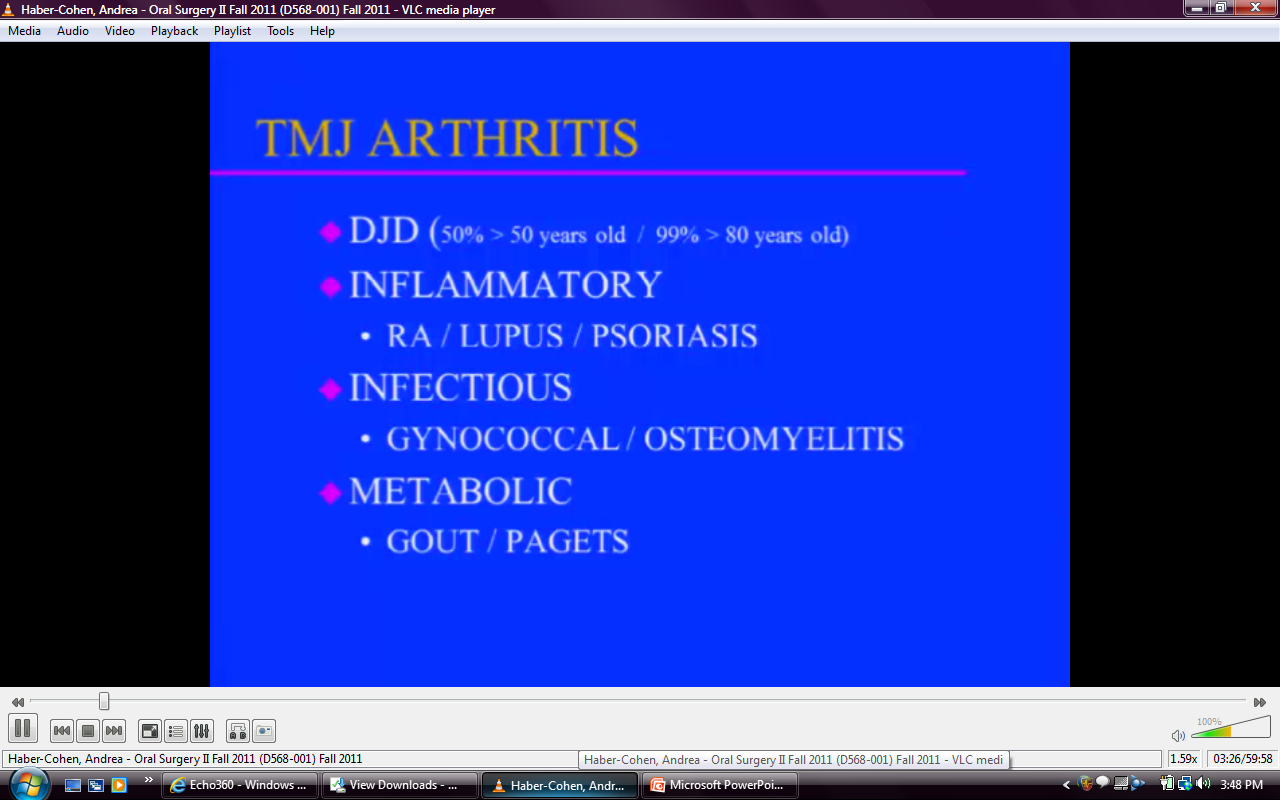 Haber-Cohen, Andrea - Oral Surgery II Fall 2011 (D568-001) Fall 2011 - VLC media player
Media Audio Video Playback Playlist Tools Help
TMJ ARTHRITIS
DJD (50% > 50 years old / 99% > 80 years old)
INFLAMMATORY
• RA / LUPUS / PSORIASIS
INFECTIOUS
• GYNOCOCCAL / OSTEOMYELITIS
METABOLIC
• GOUT / PAGETS
100%
Haber-Cohen, Andrea - Oral Surgery II Fall 2011 (D568-001) Fall 2011
Haber-Cohen, Andrea - Oral Surgery II Fall 2011 (D568-001) Fall 2011 - VLC medi
1.59x 03:26/59:58
Echo360 - Windows ... View Downloads - ... Haber-Cohen, Andr... Microsoft PowerPoi... 3:48 PM